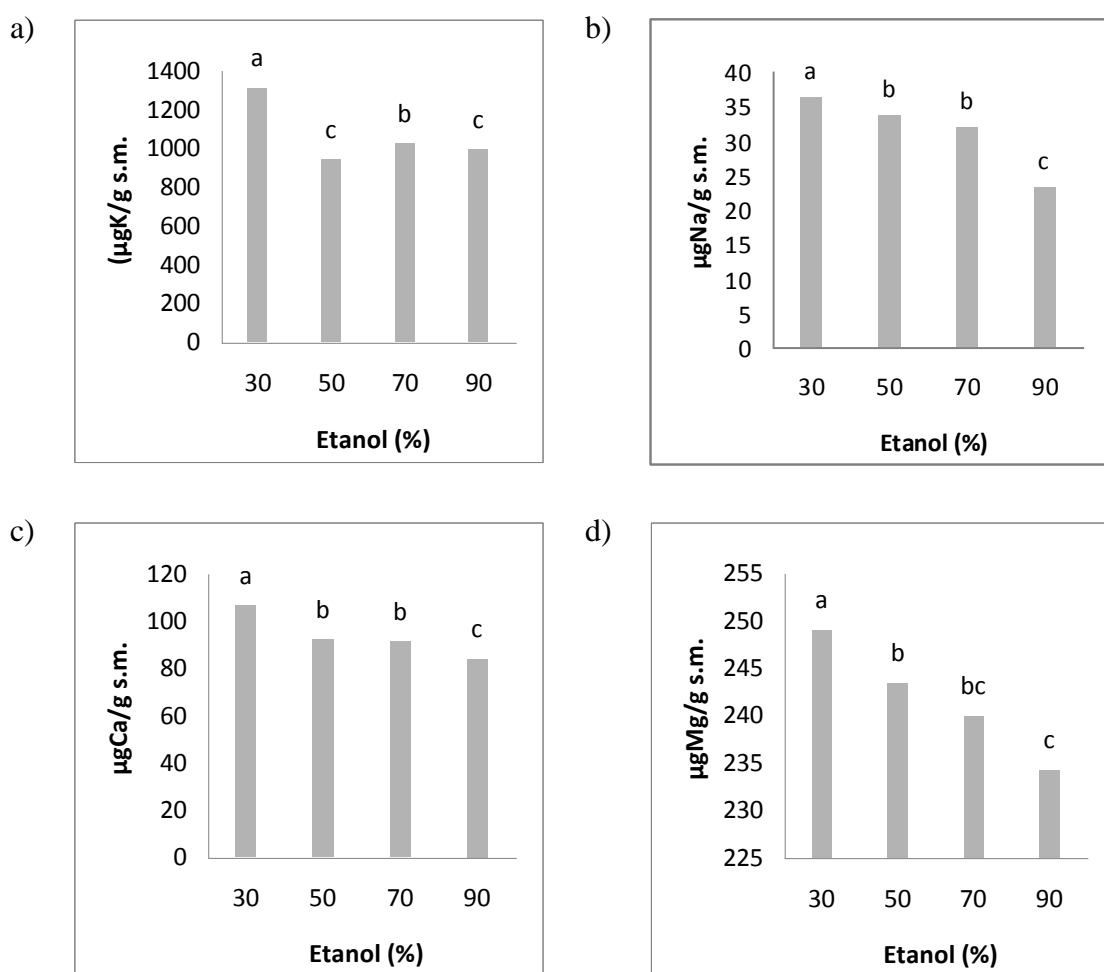 a)
a
c
b
c
1400
1200
1000
800
600
400
200
0
(µgK/g s.m.
30 50 70 90
Etanol (%)
b)
a
b
b
c
40
35
30
25
20
15
10
5
0
µgNa/g s.m.
30 50 70 90
Etanol (%)
c)
a
b
b
c
120
100
80
60
40
20
0
µgCa/g s.m.
30 50 70 90
Etanol (%)
d)
a
b
bc
c
255
250
245
240
235
230
225
µgMg/g s.m.
30 50 70 90
Etanol (%)